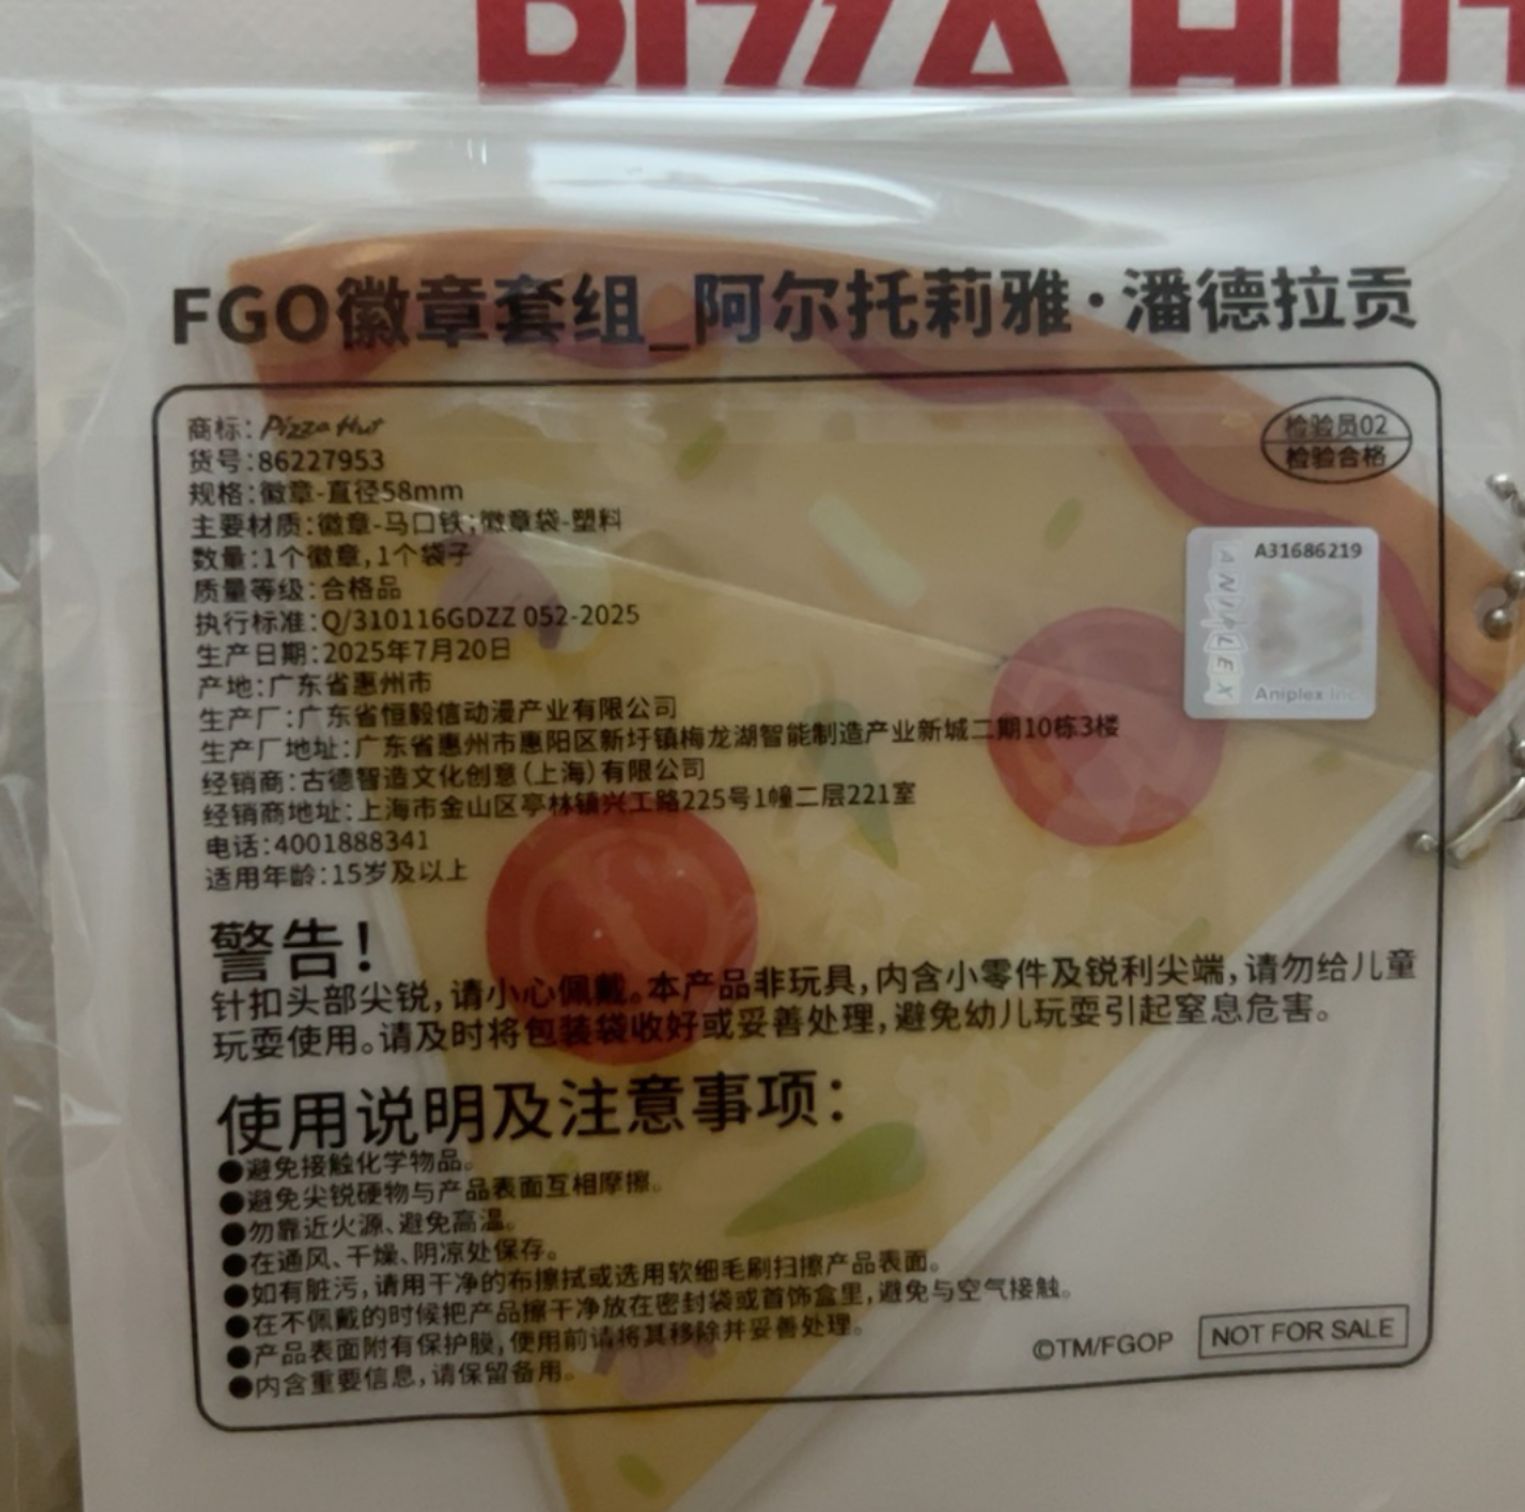 PIZZA HUT
FGO徽章套组_阿尔托莉雅·潘德拉贡
商标:Pizza Hut
货号:86227953
规格:徽章-直径58mm
主要材质:徽章-马口铁;徽章袋-塑料
数量:1个徽章,1个袋子
质量等级:合格品
执行标准:Q/310116GDZZ 052-2025
生产日期:2025年7月20日
产地:广东省惠州市
生产厂:广东省恒毅信动漫产业有限公司
生产厂地址:广东省惠州市惠阳区新圩镇梅龙湖智能制造产业新城二期10栋3楼
经销商:古德智造文化创意(上海)有限公司
经销商地址:上海市金山区亭林镇兴工路225号1幢二层221室
电话:4001888341
适用年龄:15岁及以上
检验员02
检验合格
A31686219
ANIPLEX
Aniplex Inc.
警告!
针扣头部尖锐,请小心佩戴。本产品非玩具,内含小零件及锐利尖端,请勿给儿童
玩耍使用。请及时将包装袋收好或妥善处理,避免幼儿玩耍引起窒息危害。
使用说明及注意事项:
●避免接触化学物品。
●避免尖锐硬物与产品表面互相摩擦。
●勿靠近火源、避免高温。
●在通风、干燥、阴凉处保存。
●如有脏污,请用干净的布擦拭或选用软细毛刷扫擦产品表面。
●在不佩戴的时候把产品擦干净放在密封袋或首饰盒里,避免与空气接触。
●产品表面附有保护膜,使用前请将其移除并妥善处理。
●内含重要信息,请保留备用。
©TM/FGOP
NOT FOR SALE